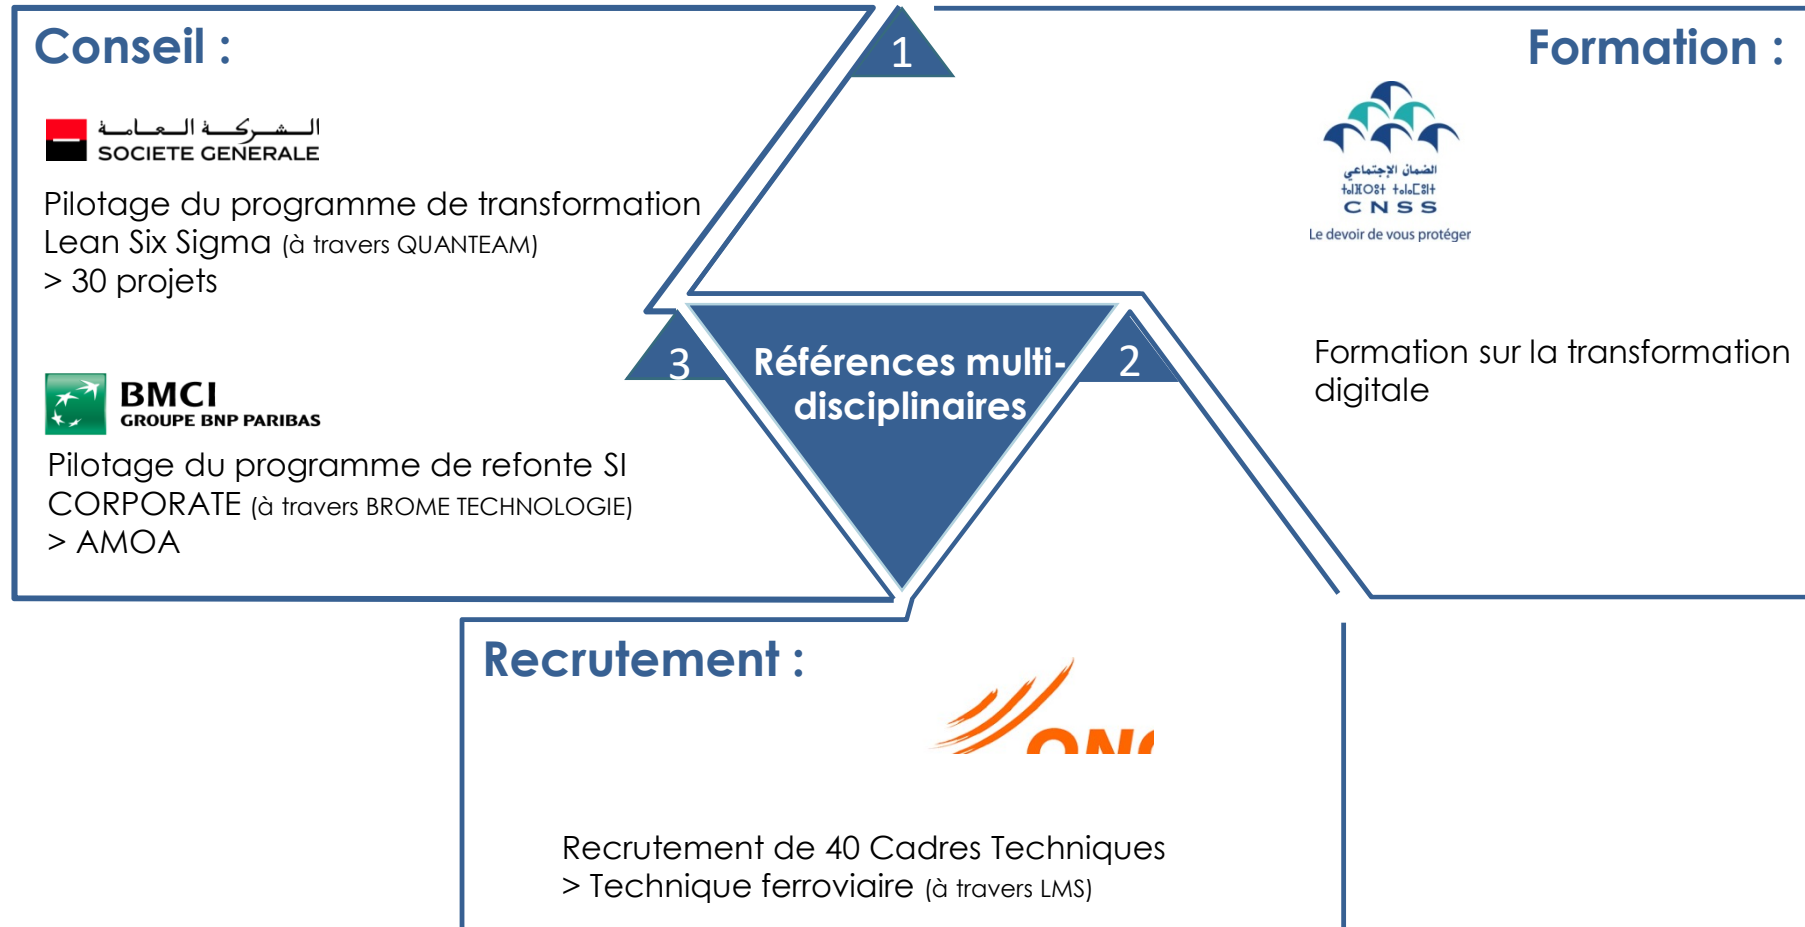 Conseil :
الشركة العامة
SOCIETE GENERALE
Pilotage du programme de transformation
Lean Six Sigma (à travers QUANTEAM)
> 30 projets
BMCI
GROUPE BNP PARIBAS
Pilotage du programme de refonte SI
CORPORATE (à travers BROME TECHNOLOGIE)
> AMOA
1
Formation :
الضمان الإجتماعي
CNSS
Le devoir de vous protéger
Formation sur la transformation
digitale
3
Références multi-
disciplinaires
2
Recrutement :
Recrutement de 40 Cadres Techniques
> Technique ferroviaire (à travers LMS)